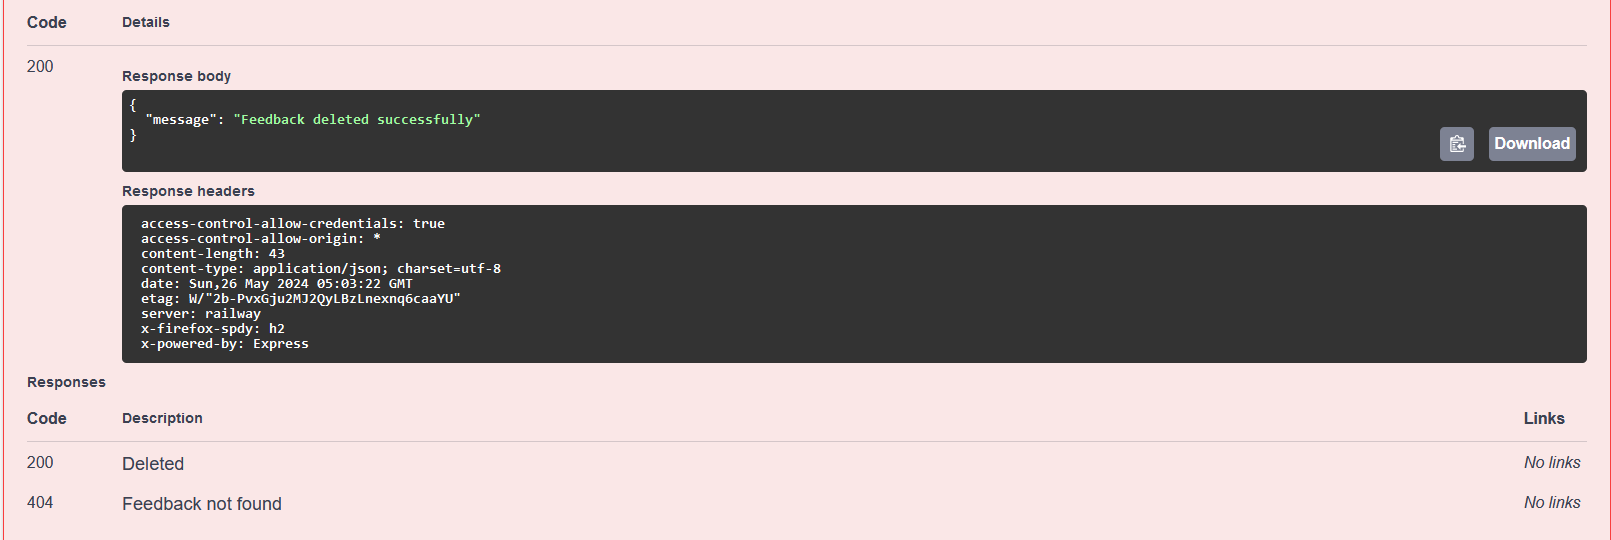 Code Details
200
Response body
{
"message": "Feedback deleted successfully"
}
Download
Response headers
access-control-allow-credentials: true
access-control-allow-origin: *
content-length: 43
content-type: application/json; charset=utf-8
date: Sun,26 May 2024 05:03:22 GMT
etag: W/"2b-PvxGju2MJ2QyLBzLnexnq6caaYU"
server: railway
x-firefox-spdy: h2
x-powered-by: Express
Responses
Code Description Links
200 Deleted No links
404 Feedback not found No links